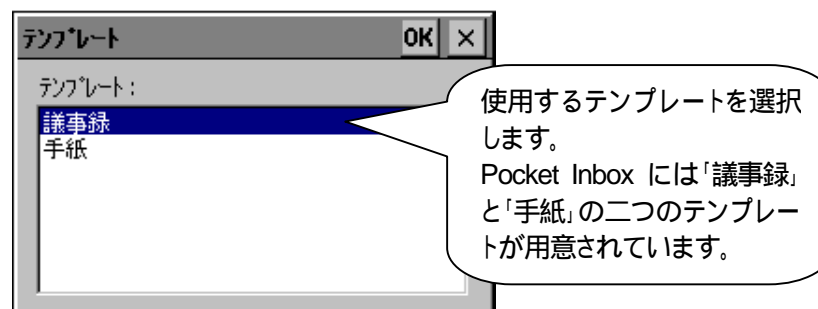 テンプレート OK ×
テンプレート：
議事録
手紙
使用するテンプレートを選択
します。
Pocket Inbox には「議事録」
と「手紙」の二つのテンプレー
トが用意されています。